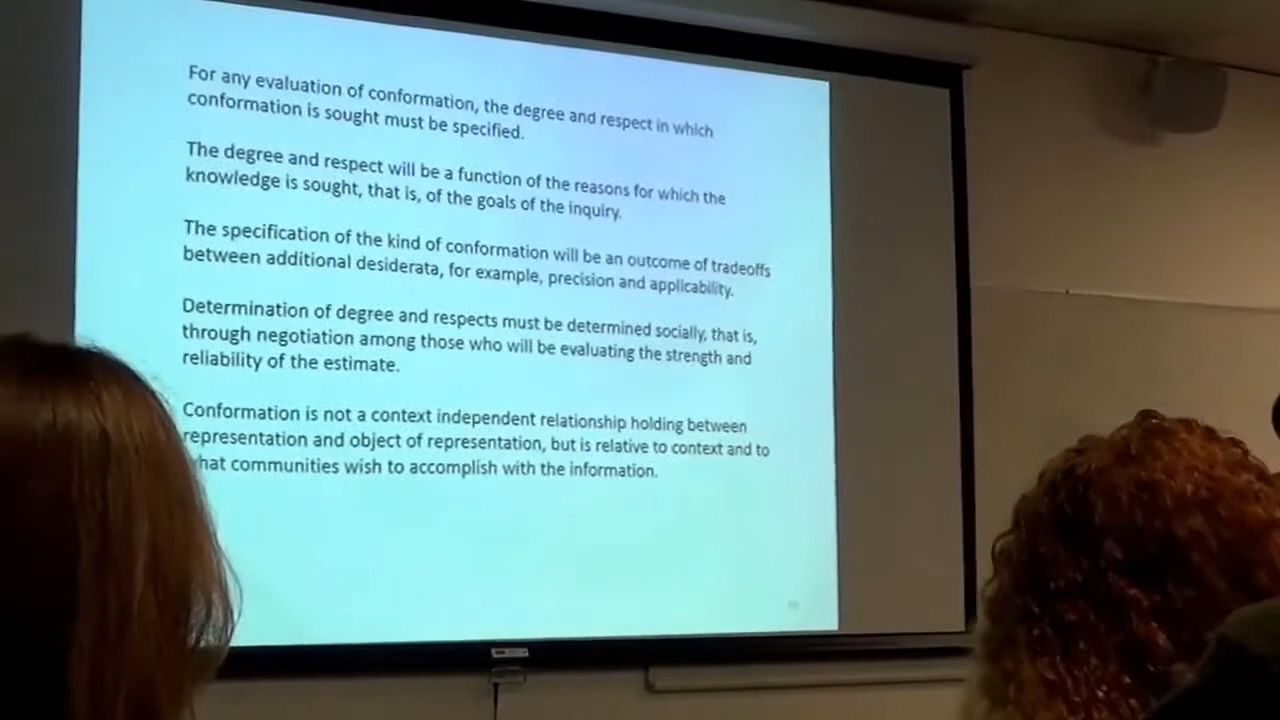 For any evaluation of conformation, the degree and respect in which
conformation is sought must be specified.
The degree and respect will be a function of the reasons for which the
knowledge is sought, that is, of the goals of the inquiry.
The specification of the kind of conformation will be an outcome of tradeoffs
between additional desiderata, for example, precision and applicability.
Determination of degree and respects must be determined socially, that is,
through negotiation among those who will be evaluating the strength and
reliability of the estimate.
Conformation is not a context independent relationship holding between
representation and object of representation, but is relative to context and to
what communities wish to accomplish with the information.